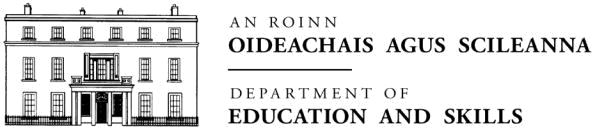 AN ROINN
OIDEACHAIS AGUS SCILEANNA
DEPARTMENT OF
EDUCATION AND SKILLS